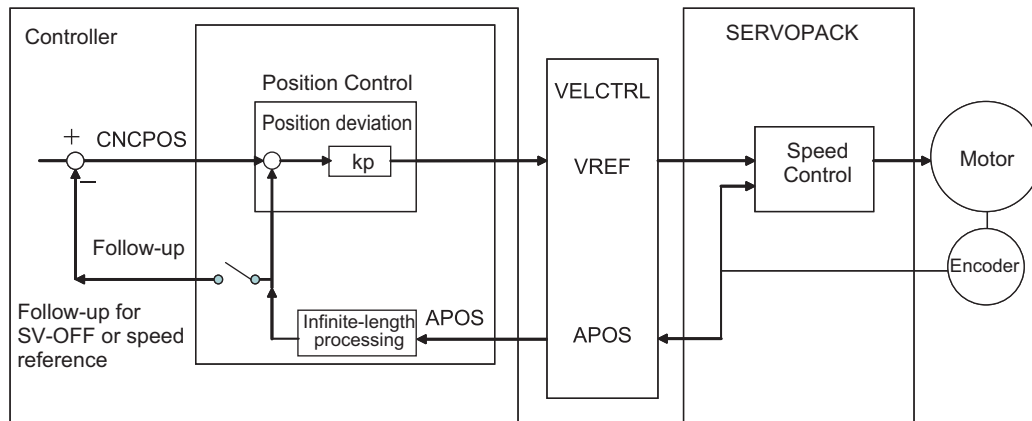 Controller
SERVOPACK
Position Control
VELCTRL
+
CNCPOS
Position deviation
kp
VREF
Speed
Control
Motor
–
Follow-up
Encoder
Follow-up for
SV-OFF or speed
reference
Infinite-length
processing
APOS
APOS